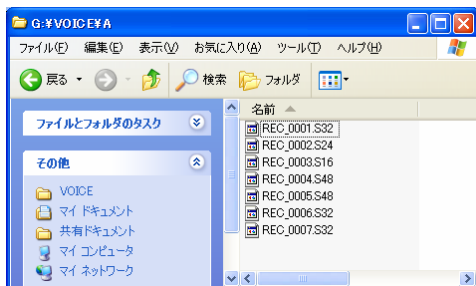 G:¥VOICE¥A
ファイル(F) 編集(E) 表示(V) お気に入り(A) ツール(T) ヘルプ(H)
戻る 検索 フォルダ
名前
ファイルとフォルダのタスク
その他
VOICE
マイ ドキュメント
共有ドキュメント
マイ コンピュータ
マイ ネットワーク
REC_0001.S32
REC_0002.S24
REC_0003.S16
REC_0004.S48
REC_0005.S48
REC_0006.S32
REC_0007.S32